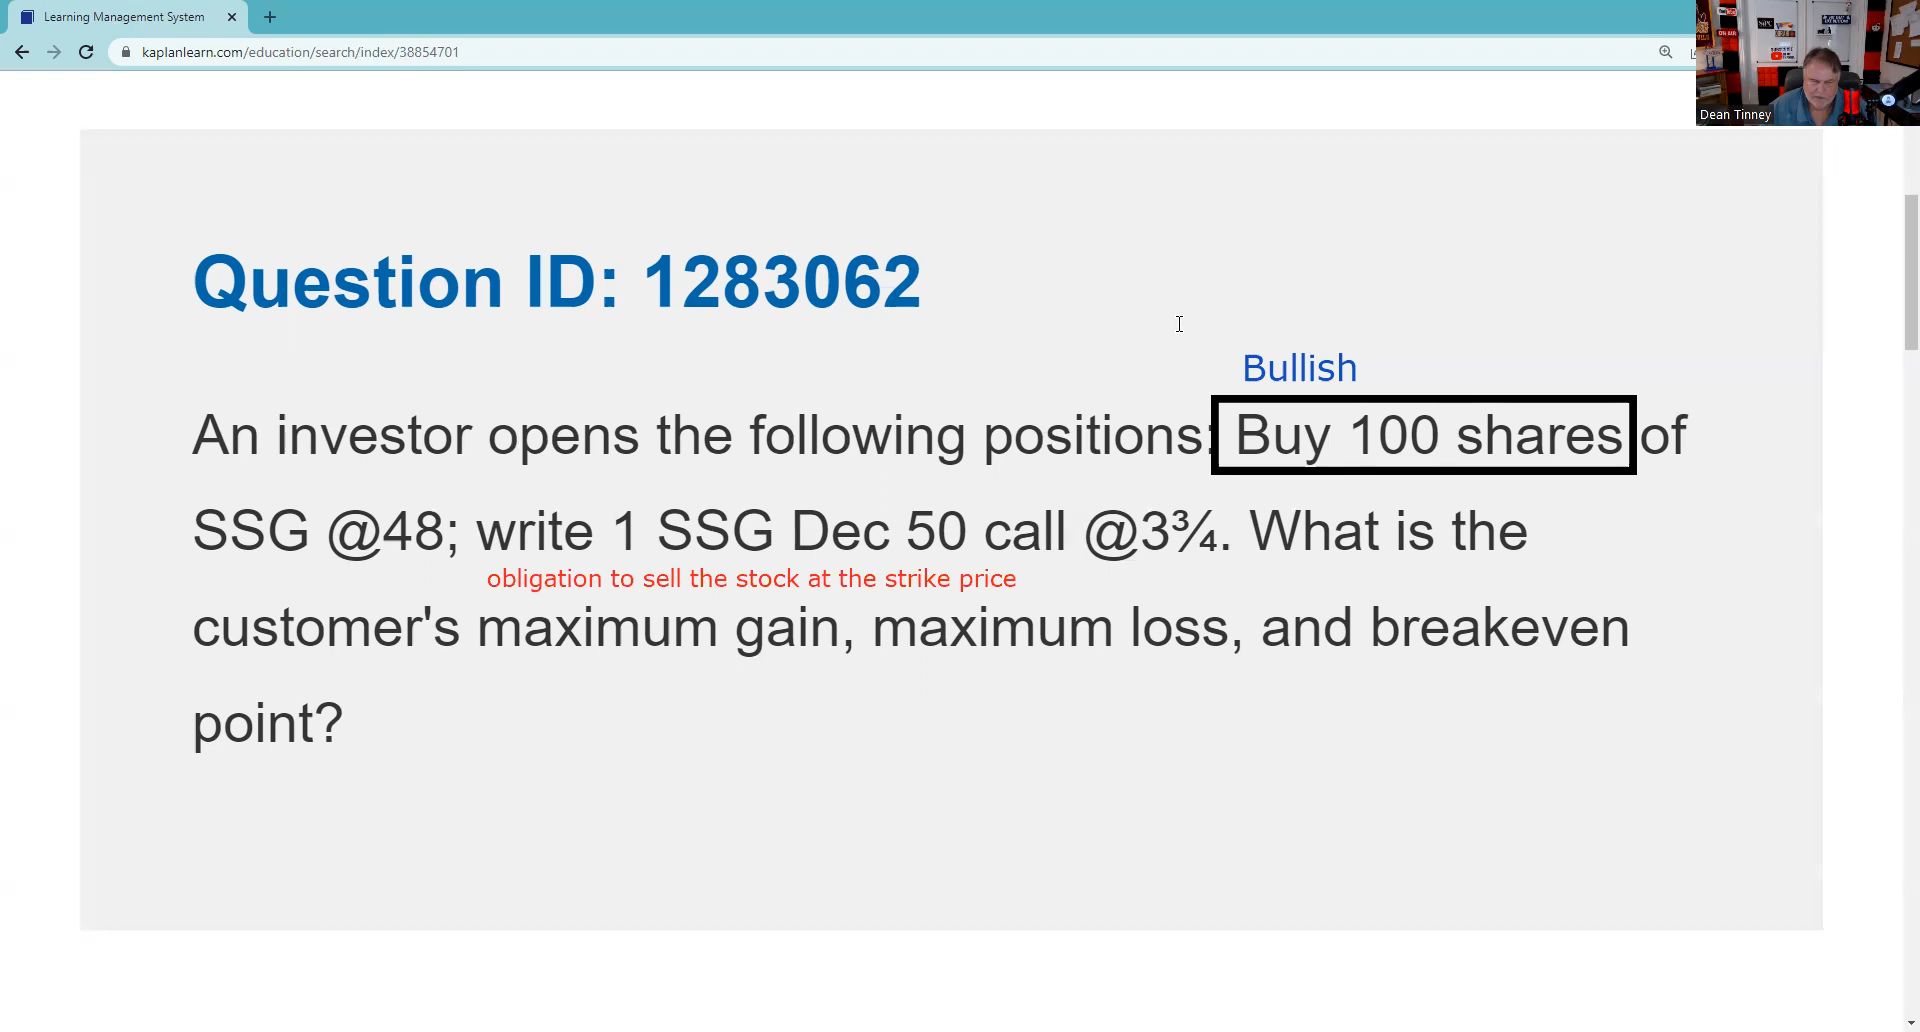 Learning Management System
kaplanlearn.com/education/search/index/38854701
Dean Tinney
Question ID: 1283062
Bullish
An investor opens the following positions: Buy 100 shares of
SSG @48; write 1 SSG Dec 50 call @3¾. What is the
obligation to sell the stock at the strike price
customer's maximum gain, maximum loss, and breakeven
point?